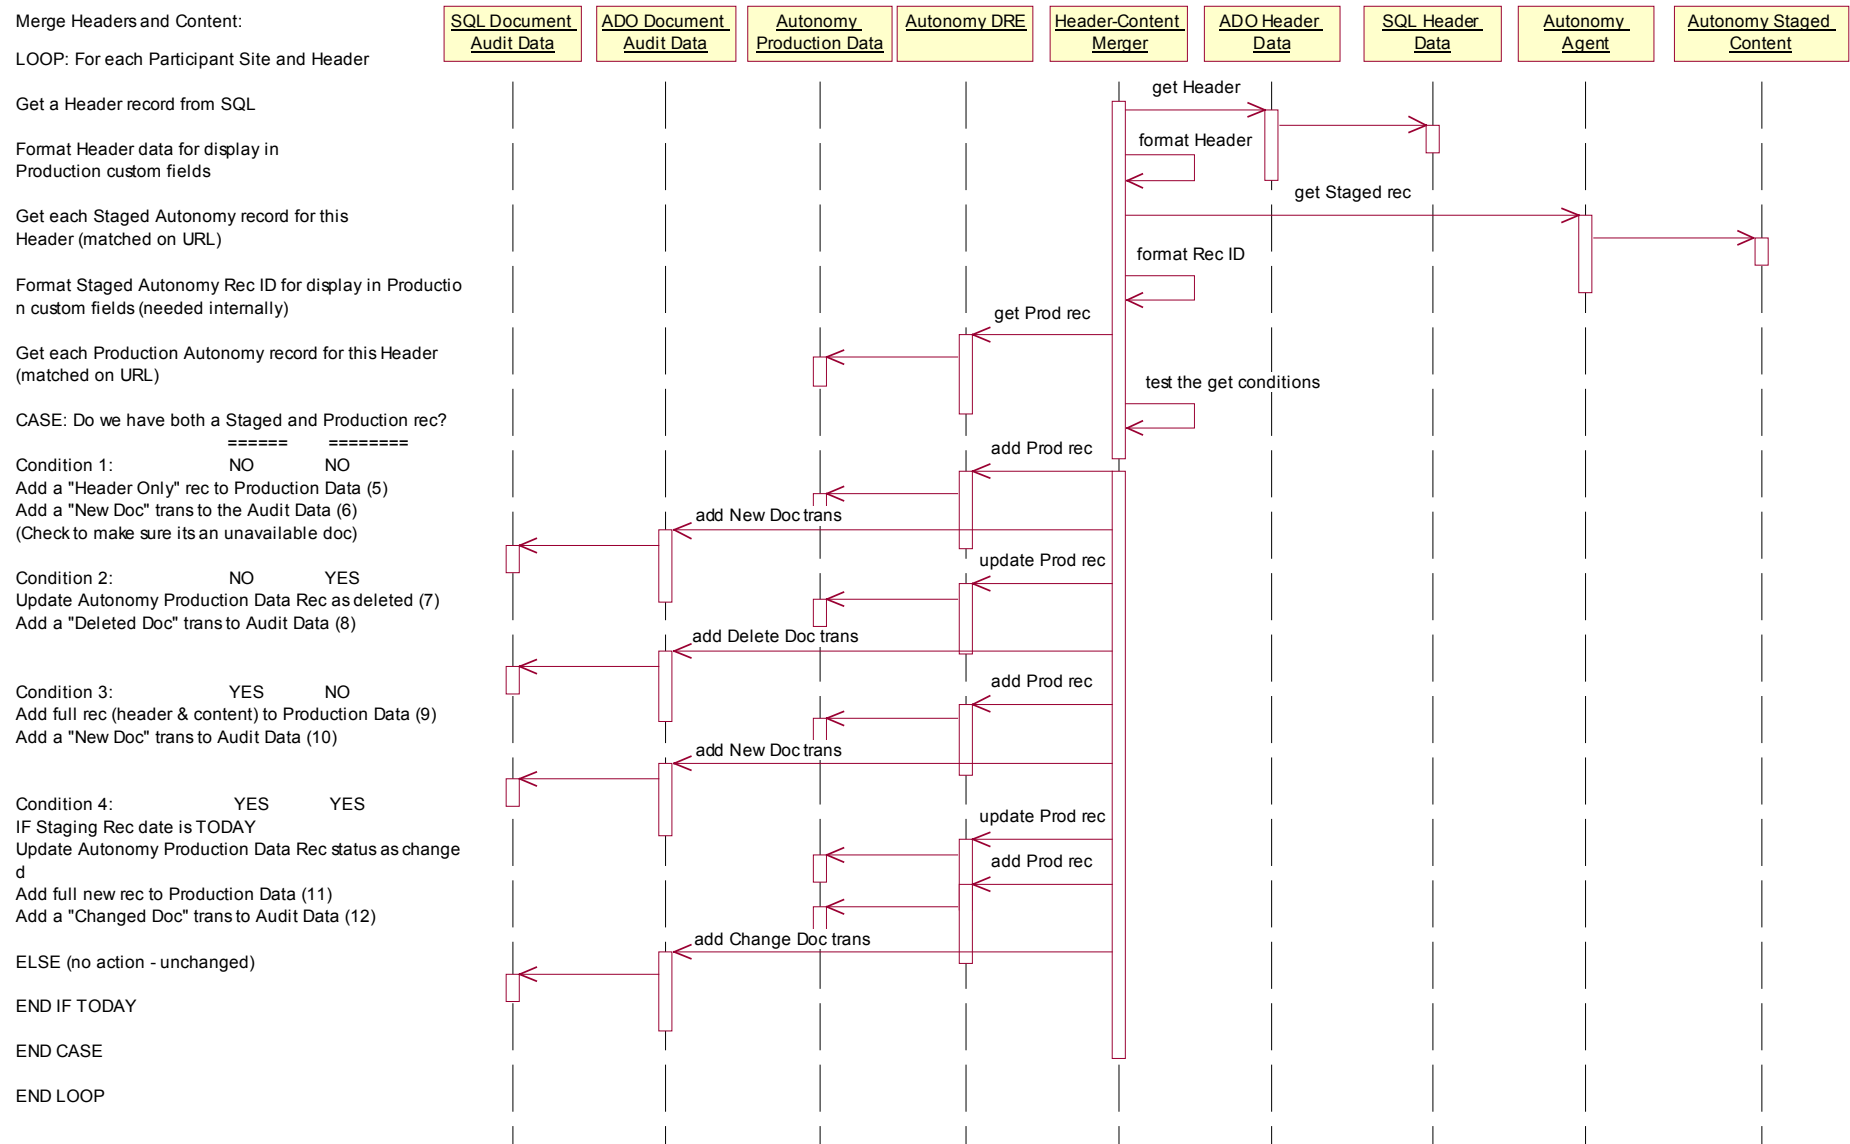 Merge Headers and Content:
LOOP: For each Participant Site and Header
Get a Header record from SQL
Format Header data for display in
Production custom fields
Get each Staged Autonomy record for this
Header (matched on URL)
Format Staged Autonomy Rec ID for display in Productio
n custom fields (needed internally)
Get each Production Autonomy record for this Header
(matched on URL)
CASE: Do we have both a Staged and Production rec?
====== ========
Condition 1: NO NO
Add a "Header Only" rec to Production Data (5)
Add a "New Doc" trans to the Audit Data (6)
(Check to make sure its an unavailable doc)
Condition 2: NO YES
Update Autonomy Production Data Rec as deleted (7)
Add a "Deleted Doc" trans to Audit Data (8)
Condition 3: YES NO
Add full rec (header & content) to Production Data (9)
Add a "New Doc" trans to Audit Data (10)
Condition 4: YES YES
IF Staging Rec date is TODAY
Update Autonomy Production Data Rec status as change
d
Add full new rec to Production Data (11)
Add a "Changed Doc" trans to Audit Data (12)
ELSE (no action - unchanged)
END IF TODAY
END CASE
END LOOP
SQL Document
Audit Data
ADO Document
Audit Data
Autonomy
Production Data
Autonomy DRE
Header-Content
Merger
ADO Header
Data
SQL Header
Data
Autonomy
Agent
Autonomy Staged
Content
get Header
format Header
get Staged rec
format Rec ID
get Prod rec
test the get conditions
add Prod rec
add New Doc trans
update Prod rec
add Delete Doc trans
add Prod rec
add New Doc trans
update Prod rec
add Prod rec
add Change Doc trans